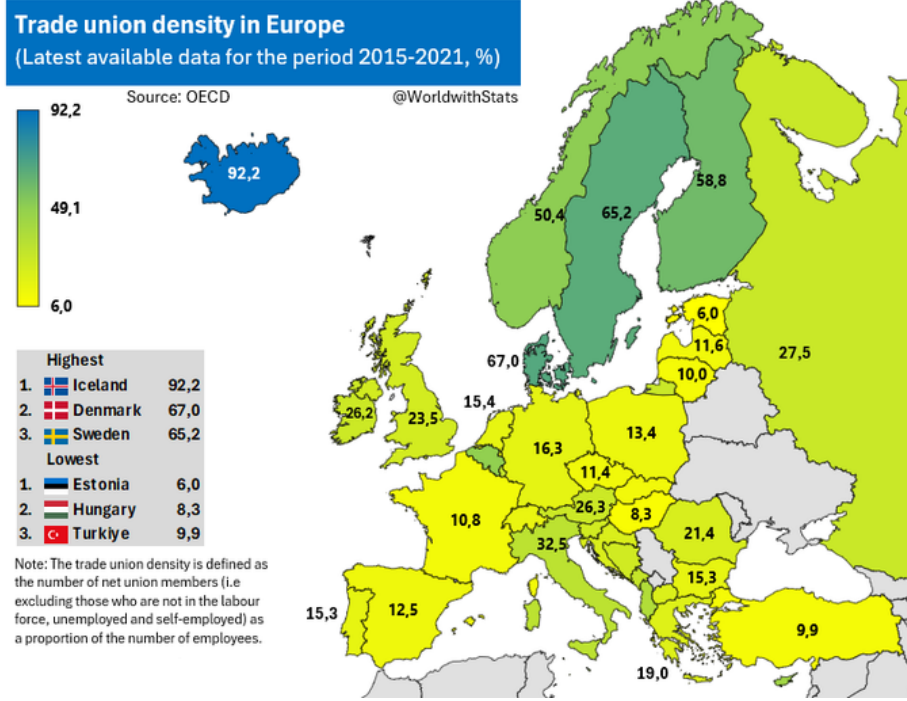 Trade union density in Europe
(Latest available data for the period 2015-2021, %)
Source: OECD
@WorldwithStats
92,2
49,1
6,0
92,2
50,4
65,2
58,8
6,0
11,6
10,0
27,5
67,0
15,4
26,2
23,5
16,3
13,4
11,4
26,3
8,3
10,8
32,5
21,4
15,3
15,3
12,5
9,9
19,0
Highest
1. Iceland 92,2
2. Denmark 67,0
3. Sweden 65,2
Lowest
1. Estonia 6,0
2. Hungary 8,3
3. Turkiye 9,9
Note: The trade union density is defined as
the number of net union members (i.e
excluding those who are not in the labour
force, unemployed and self-employed) as
a proportion of the number of employees.